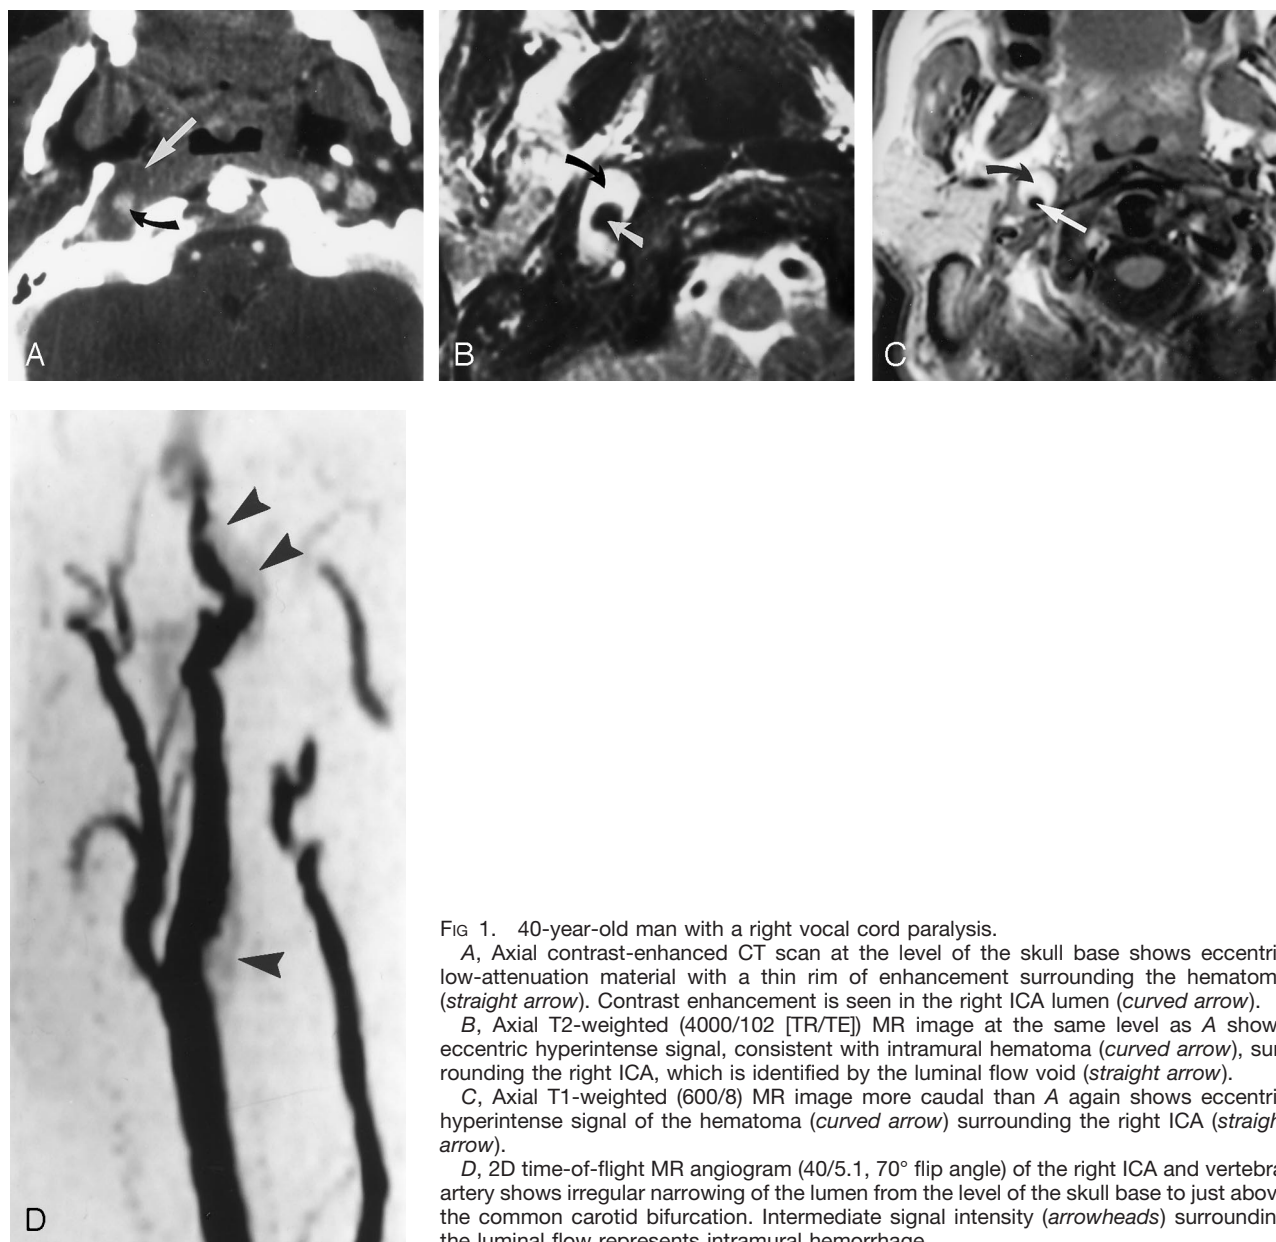 A
B
C
D
FIG 1. 40-year-old man with a right vocal cord paralysis.
A, Axial contrast-enhanced CT scan at the level of the skull base shows eccentri
low-attenuation material with a thin rim of enhancement surrounding the hematom
(straight arrow). Contrast enhancement is seen in the right ICA lumen (curved arrow).
B, Axial T2-weighted (4000/102 [TR/TE]) MR image at the same level as A show
eccentric hyperintense signal, consistent with intramural hematoma (curved arrow), sur
rounding the right ICA, which is identified by the luminal flow void (straight arrow).
C, Axial T1-weighted (600/8) MR image more caudal than A again shows eccentri
hyperintense signal of the hematoma (curved arrow) surrounding the right ICA (straigh
arrow).
D, 2D time-of-flight MR angiogram (40/5.1, 70° flip angle) of the right ICA and vertebra
artery shows irregular narrowing of the lumen from the level of the skull base to just abov
the common carotid bifurcation. Intermediate signal intensity (arrowheads) surroundin
the luminal flow represents intramural hemorrhage.